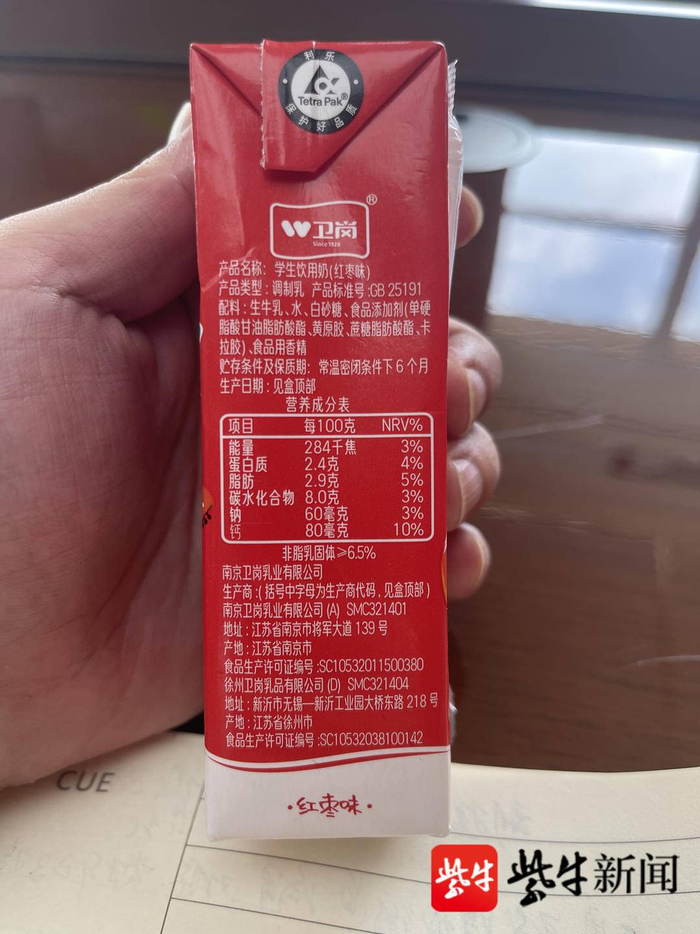 利乐
Tetra Pak®
保护好品质
卫岗®
Since 1928
产品名称：学生饮用奶(红枣味)
产品类型：调制乳 产品标准号:GB 25191
配料：生牛乳、水、白砂糖、食品添加剂(单硬
脂酸甘油脂肪酸酯、黄原胶、蔗糖脂肪酸酯、卡
拉胶)、食品用香精
贮存条件及保质期：常温密闭条件下6个月
生产日期：见盒顶部
营养成分表
项目 每100克 NRV%
能量 284千焦 3%
蛋白质 2.4克 4%
脂肪 2.9克 5%
碳水化合物 8.0克 3%
钠 60毫克 3%
钙 80毫克 10%
非脂乳固体≥6.5%
南京卫岗乳业有限公司
生产商：(括号中字母为生产商代码，见盒顶部)
南京卫岗乳业有限公司(A) SMC321401
地址：江苏省南京市将军大道139号
产地：江苏省南京市
食品生产许可证编号:SC10532011500380
徐州卫岗乳品有限公司(D) SMC321404
地址：新沂市无锡—新沂工业园大桥东路218号
产地：江苏省徐州市
食品生产许可证编号:SC10532038100142
·红枣味·
CUE
紫牛 紫牛新闻